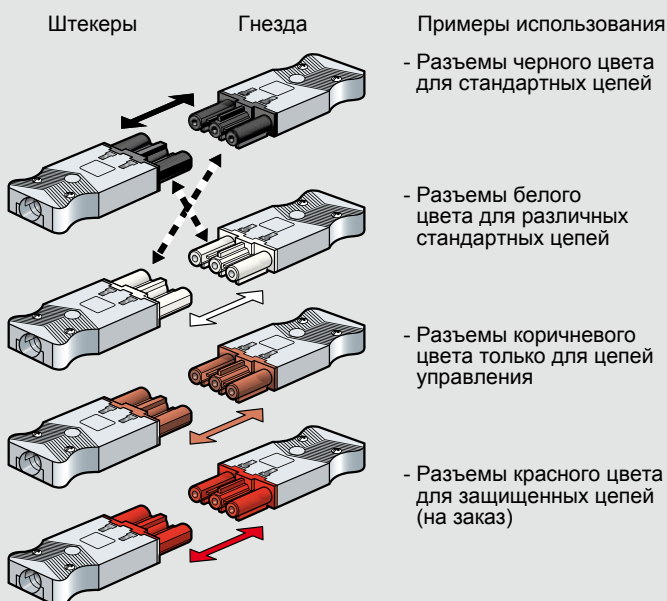 Штекеры Гнезда Примеры использования
- Разъемы черного цвета
для стандартных цепей
- Разъемы белого
цвета для различных
стандартных цепей
- Разъемы коричневого
цвета только для цепей
управления
- Разъемы красного цвета
для защищенных цепей
(на заказ)